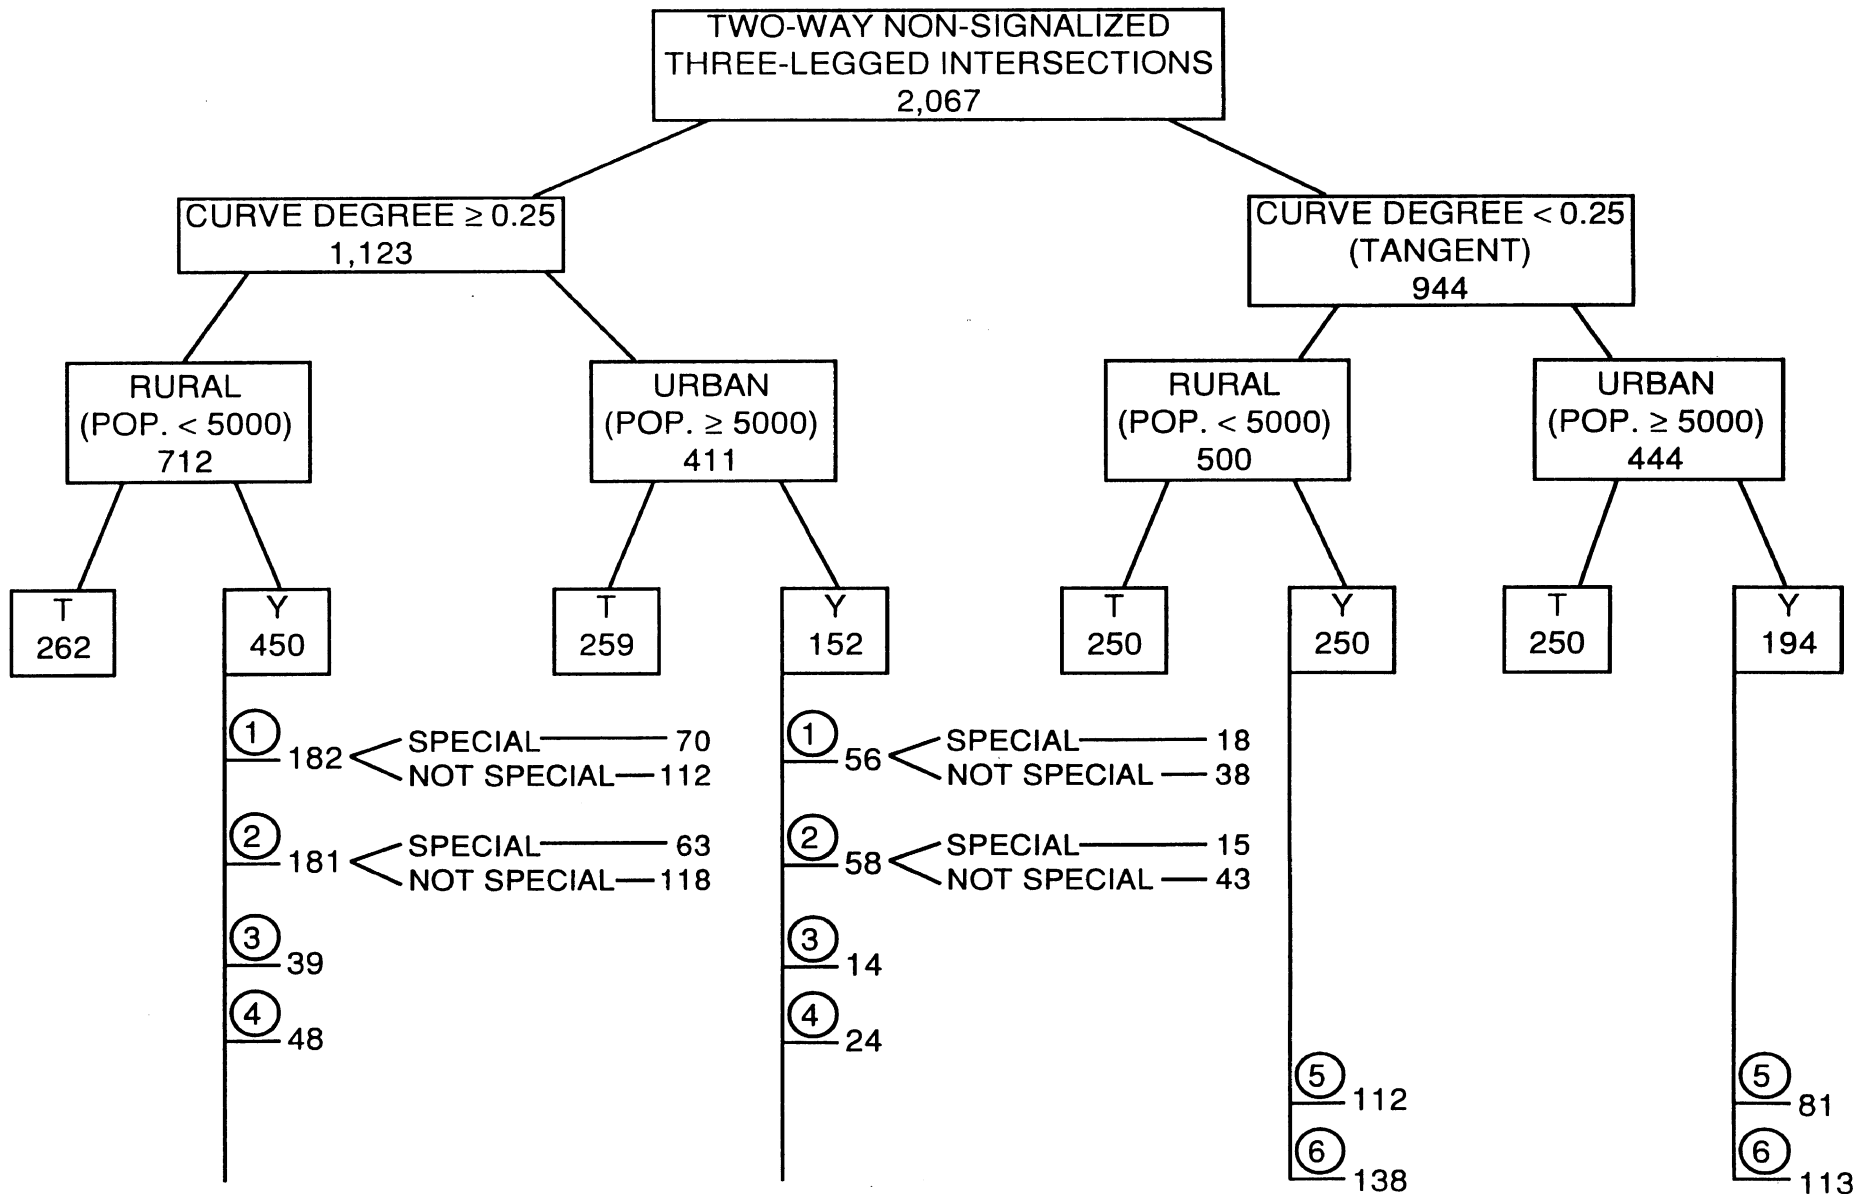 TWO-WAY NON-SIGNALIZED
THREE-LEGGED INTERSECTIONS
2,067
CURVE DEGREE ≥ 0.25
1,123
CURVE DEGREE < 0.25
(TANGENT)
944
RURAL
(POP. < 5000)
712
URBAN
(POP. ≥ 5000)
411
RURAL
(POP. < 5000)
500
URBAN
(POP. ≥ 5000)
444
T
262
Y
450
T
259
Y
152
T
250
Y
250
T
250
Y
194
1
182
SPECIAL 70
NOT SPECIAL 112
2
181
SPECIAL 63
NOT SPECIAL 118
3
39
4
48
1
56
SPECIAL 18
NOT SPECIAL 38
2
58
SPECIAL 15
NOT SPECIAL 43
3
14
4
24
5
112
6
138
5
81
6
113